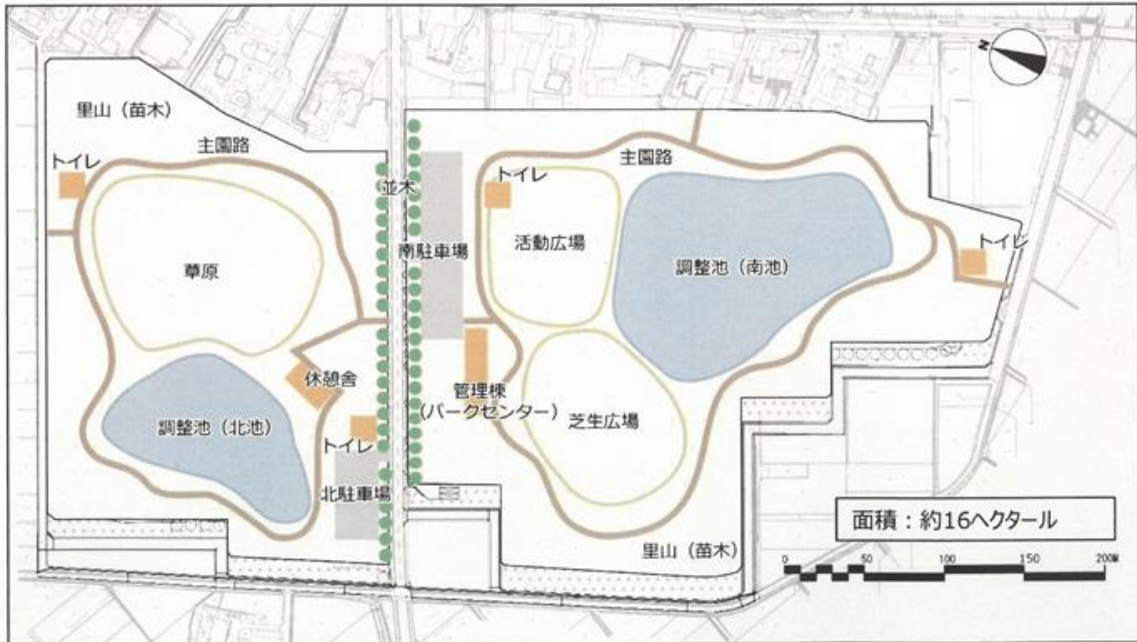 N
里山（苗木）
主園路
トイレ
草原
調整池（北池）
休憩舎
トイレ
北駐車場
並木
南駐車場
主園路
トイレ
活動広場
調整池（南池）
トイレ
管理棟
（パークセンター）
芝生広場
里山（苗木）
面積：約16ヘクタール
0 50 100 150 200M